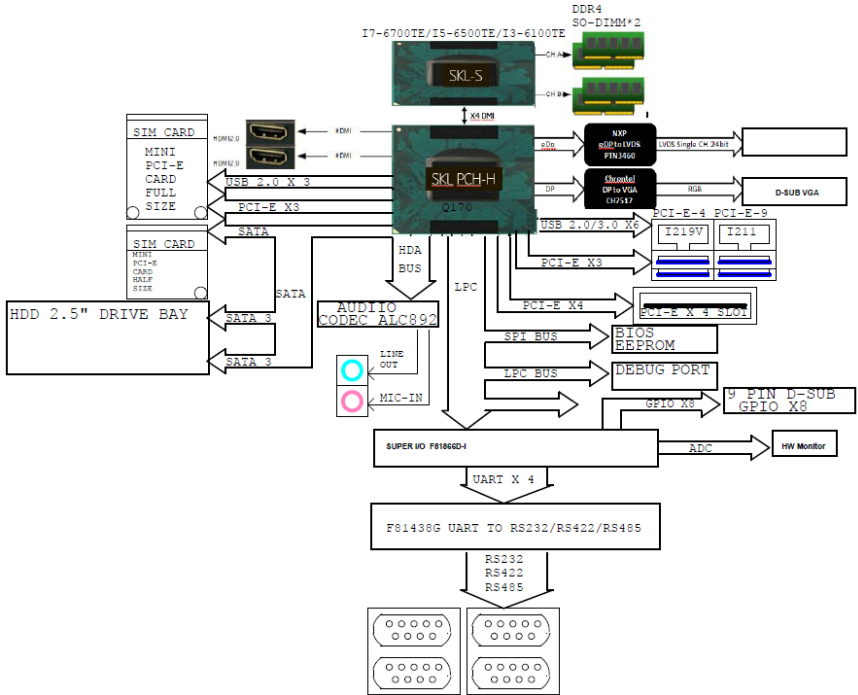 DDR4
SO-DIMM*2
I7-6700TE/I5-6500TE/I3-6100TE
CH A
SKL-S
CH B
X4 DMI
SIM CARD
MINI
PCI-E
CARD
FULL
SIZE
HDMI2.0
HDMI
HDMI2.0
HDMI
SKL PCH-H
Q170
eDp
NXP
eDP to LVDS
PTN3460
LVDS Single CH 24bit
DP
Chrontel
DP to VGA
CH7517
RGB
D-SUB VGA
USB 2.0 X 3
PCI-E X3
SATA
USB 2.0/3.0 X6
PCI-E-4 PCI-E-9
I219V
I211
PCI-E X3
SIM CARD
MINI
PCI-E
CARD
HALF
SIZE
HDA
BUS
LPC
SATA
PCI-E X4
PCI-E X 4 SLOT
HDD 2.5" DRIVE BAY
SATA 3
SATA 3
AUDIIO
CODEC ALC892
LINE
OUT
MIC-IN
SPI BUS
BIOS
EEPROM
LPC BUS
DEBUG PORT
GPIO X8
9 PIN D-SUB
GPIO X8
SUPER I/O F81866D-I
ADC
HW Monitor
UART X 4
F81438G UART TO RS232/RS422/RS485
RS232
RS422
RS485